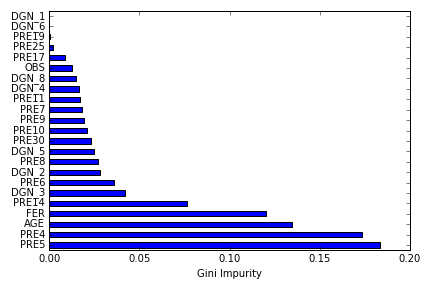 DGN_1
DGN_6
PRE19
PRE25
PRE17
OBS
DGN_8
DGN_4
PRE11
PRE7
PRE9
PRE10
PRE30
DGN_5
PRE8
DGN_2
PRE6
DGN_3
PRE14
FER
AGE
PRE4
PRE5
0.00 0.05 0.10 0.15 0.20
Gini Impurity